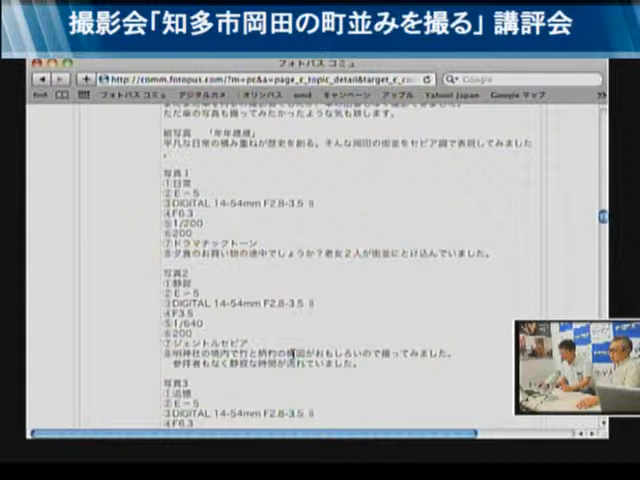 撮影会「知多市岡田の町並みを撮る」 講評会
フォトパス コミュ
http://comm.fotopus.com/?m=pc&a=page_c_topic_detail&target_c_co
Google
フォトパス コミュ デジタルカメ オリンパス キャンペーン アップル Yahoo! Japan Google マップ
ただ傘の写真も撮ってみたかったような気も致します。
組写真 「年年歳歳」
平凡な日常の積み重ねが歴史を創る。そんな岡田の街並をセピア調で表現してみました
。
写真1
①日常
②E－5
③DIGITAL 14-54mm F2.8-3.5 Ⅱ
④F6.3
⑤1/200
⑥200
⑦ドラマチックトーン
⑧夕食のお買い物の途中でしょうか？老女２人が街並にとけ込んでいました。
写真2
①静寂
②E－5
③DIGITAL 14-54mm F2.8-3.5 Ⅱ
④F3.5
⑤1/640
⑥200
⑦ジェントルセピア
⑧明神社の境内で竹と柄杓の構図がおもしろいので撮ってみました。
参拝者もなく静寂な時間が流れていました。
写真3
①追憶
②E－5
③DIGITAL 14-54mm F2.8-3.5 Ⅱ
④F6.3